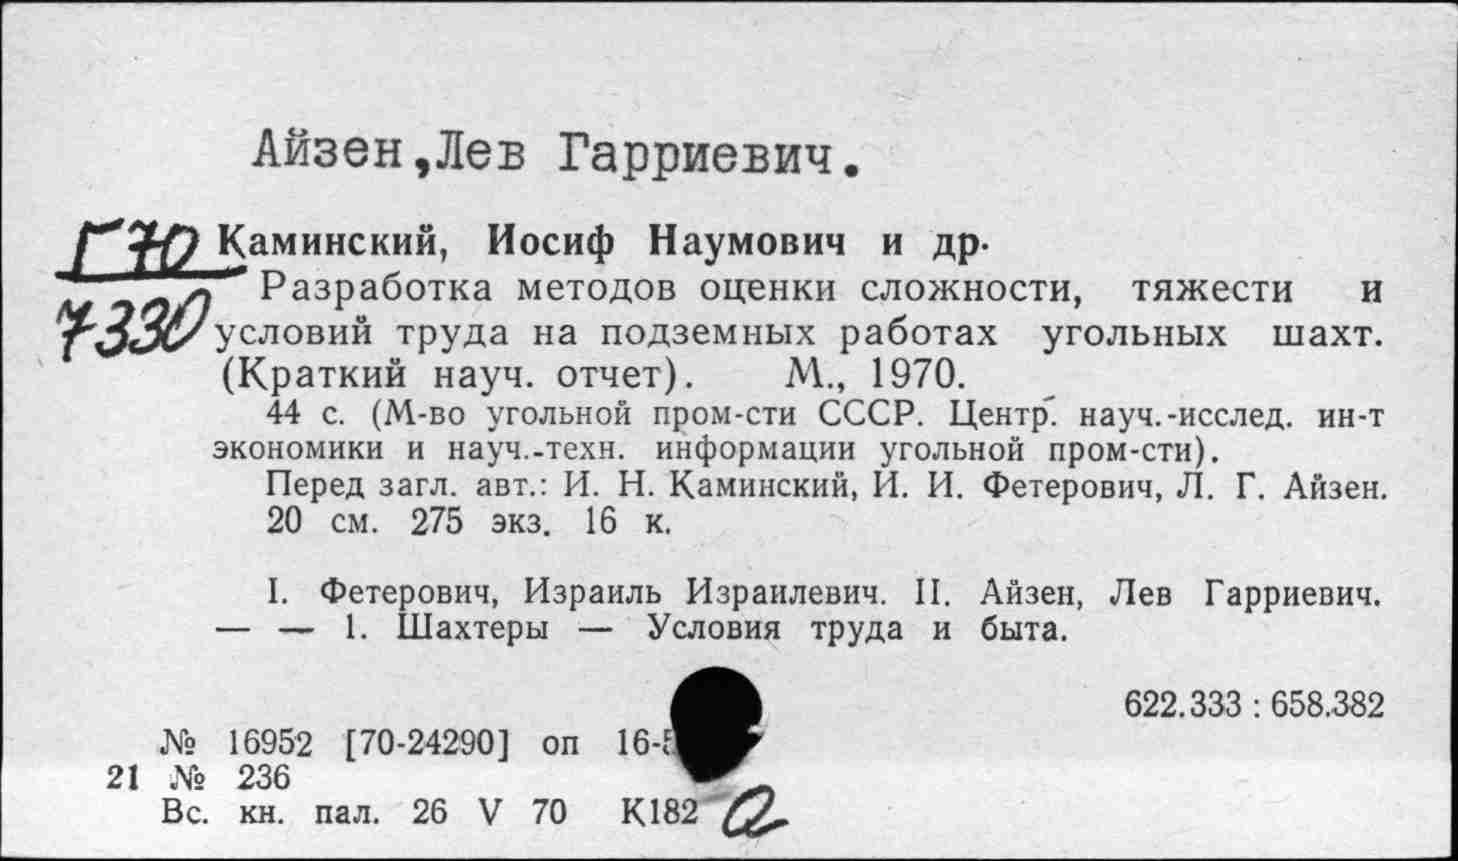 Айзен,Лев Гарриевич.
Г70 Каминский, Иосиф Наумович и др.
Разработка методов оценки сложности, тяжести и
7330 условий труда на подземных работах угольных шахт.
(Краткий науч. отчет). М., 1970.
44 с. (М-во угольной пром-сти СССР. Центр. науч.-исслед. ин-т
экономики и науч.-техн. информации угольной пром-сти).
Перед загл. авт.: И. Н. Каминский, И. И. Фетерович, Л. Г. Айзен.
20 см. 275 экз. 16 к.
I. Фетерович, Израиль Израилевич. II. Айзен, Лев Гарриевич.
— — 1. Шахтеры — Условия труда и быта.
622.333 : 658.382
№ 16952 [70-24290] оп 16-
21 № 236
Вс. кн. пал. 26 V 70 К182